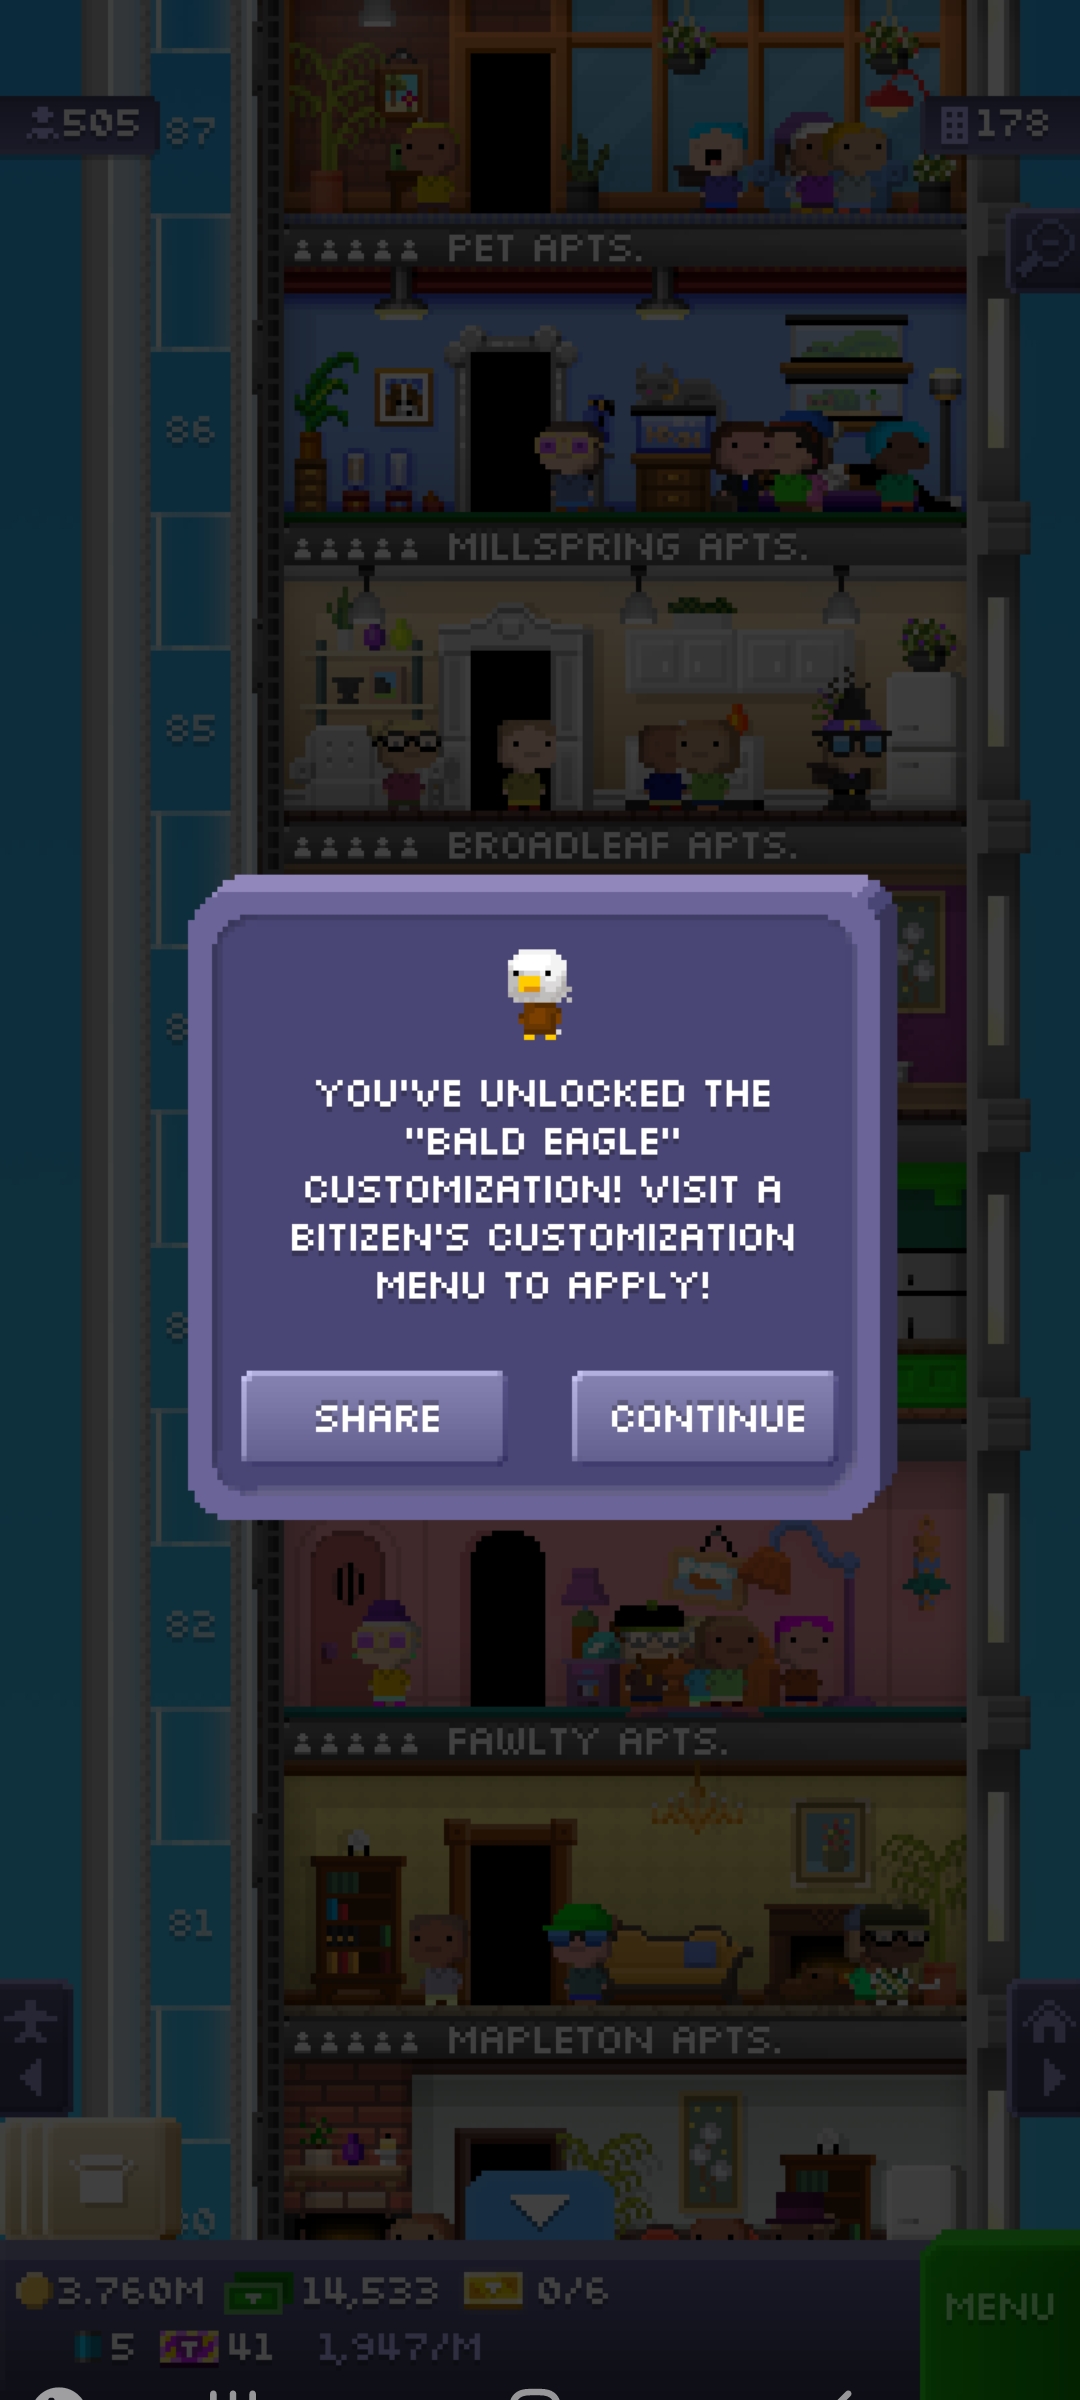 505
87
178
PET APTS.
86
MILLSPRING APTS.
85
BROADLEAF APTS.
YOU'VE UNLOCKED THE
"BALD EAGLE"
CUSTOMIZATION! VISIT A
BITIZEN'S CUSTOMIZATION
MENU TO APPLY!
SHARE
CONTINUE
82
FAWLTY APTS.
81
MAPLETON APTS.
3.760M
14,533
0/6
MENU
5
41
1,947/M